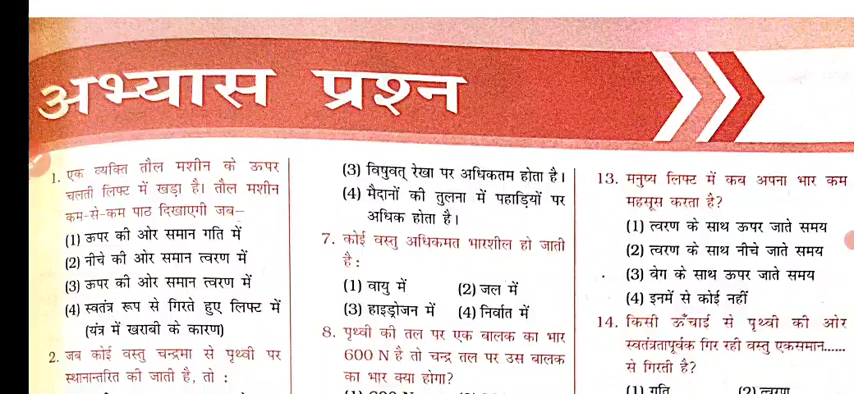 अभ्यास प्रश्न
1. एक व्यक्ति तौल मशीन के ऊपर
चलती लिफ्ट में खड़ा है। तौल मशीन
कम-से-कम पाठ दिखाएगी जब–
(1) ऊपर की ओर समान गति में
(2) नीचे की ओर समान त्वरण में
(3) ऊपर की ओर समान त्वरण में
(4) स्वतंत्र रूप से गिरते हुए लिफ्ट में
(यंत्र में खराबी के कारण)
2. जब कोई वस्तु चन्द्रमा से पृथ्वी पर
स्थानान्तरित की जाती है, तो :
(3) विषुवत् रेखा पर अधिकतम होता है।
(4) मैदानों की तुलना में पहाड़ियों पर
अधिक होता है।
7. कोई वस्तु अधिकमत भारशील हो जाती
है :
(1) वायु में (2) जल में
(3) हाइड्रोजन में (4) निर्वात में
8. पृथ्वी की तल पर एक बालक का भार
600 N है तो चन्द्र तल पर उस बालक
का भार क्या होगा?
13. मनुष्य लिफ्ट में कब अपना भार कम
महसूस करता है?
(1) त्वरण के साथ ऊपर जाते समय
(2) त्वरण के साथ नीचे जाते समय
(3) वेग के साथ ऊपर जाते समय
(4) इनमें से कोई नहीं
14. किसी ऊँचाई से पृथ्वी की ओर
स्वतंत्रतापूर्वक गिर रही वस्तु एकसमान......
से गिरती है?
(1) गति (2) त्वरण